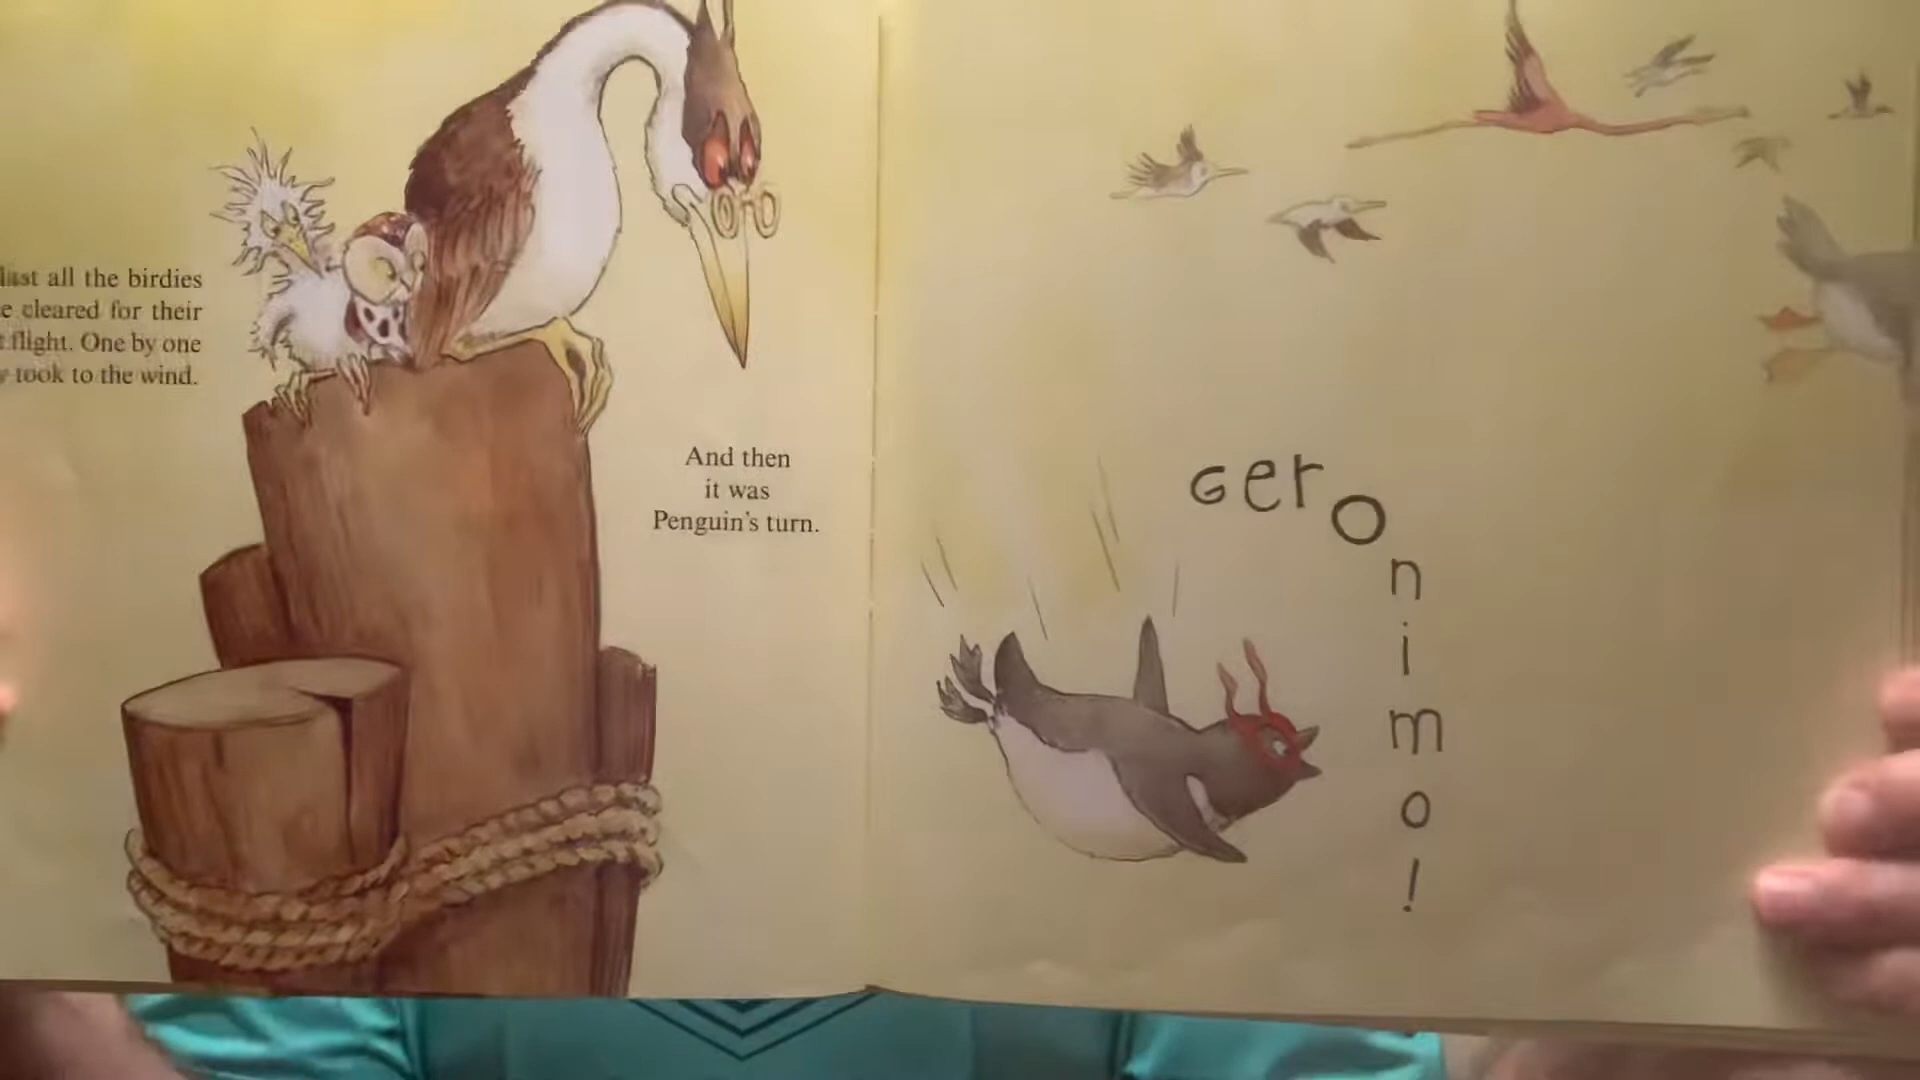 last all the birdies
cleared for their
flight. One by one
took to the wind.
And then
it was
Penguin's turn.
Geronimo!